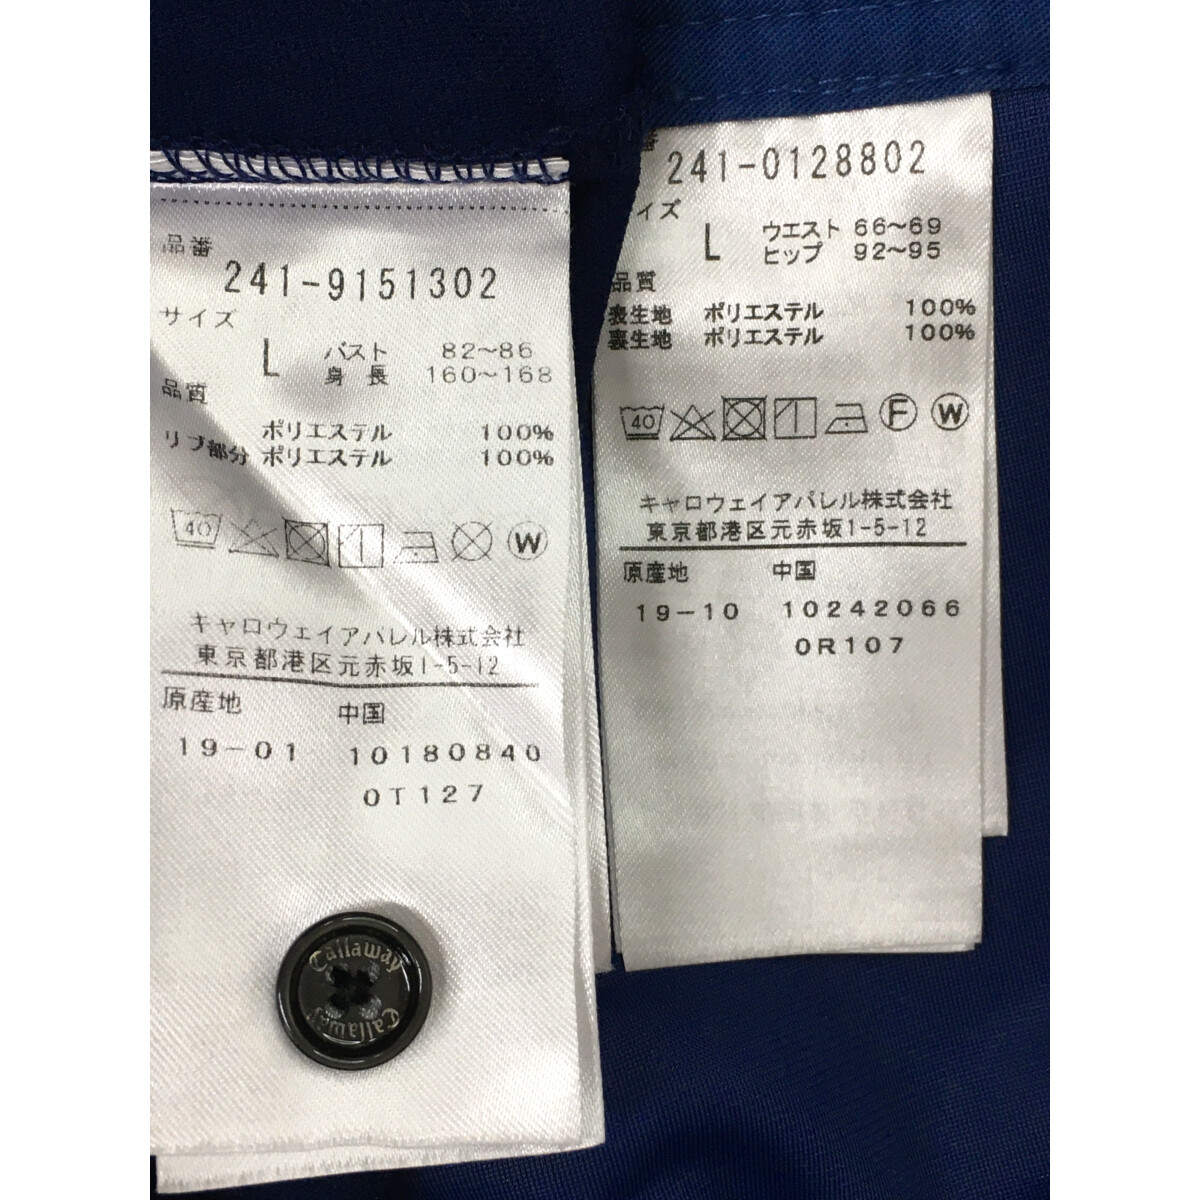 品番
241-9151302
サイズ
L バスト 82~86
身長 160~168
品質
ポリエステル 100%
リブ部分 ポリエステル 100%
40 W
キャロウェイアパレル株式会社
東京都港区元赤坂1-5-12
原産地 中国
19-01 10180840
0T127
Callaway
Callaway
番
241-0128802
イズ
L ウエスト 66~69
ヒップ 92~95
品質
表生地 ポリエステル 100%
裏生地 ポリエステル 100%
40 F W
キャロウェイアパレル株式会社
東京都港区元赤坂1-5-12
原産地 中国
19-10 10242066
0R107